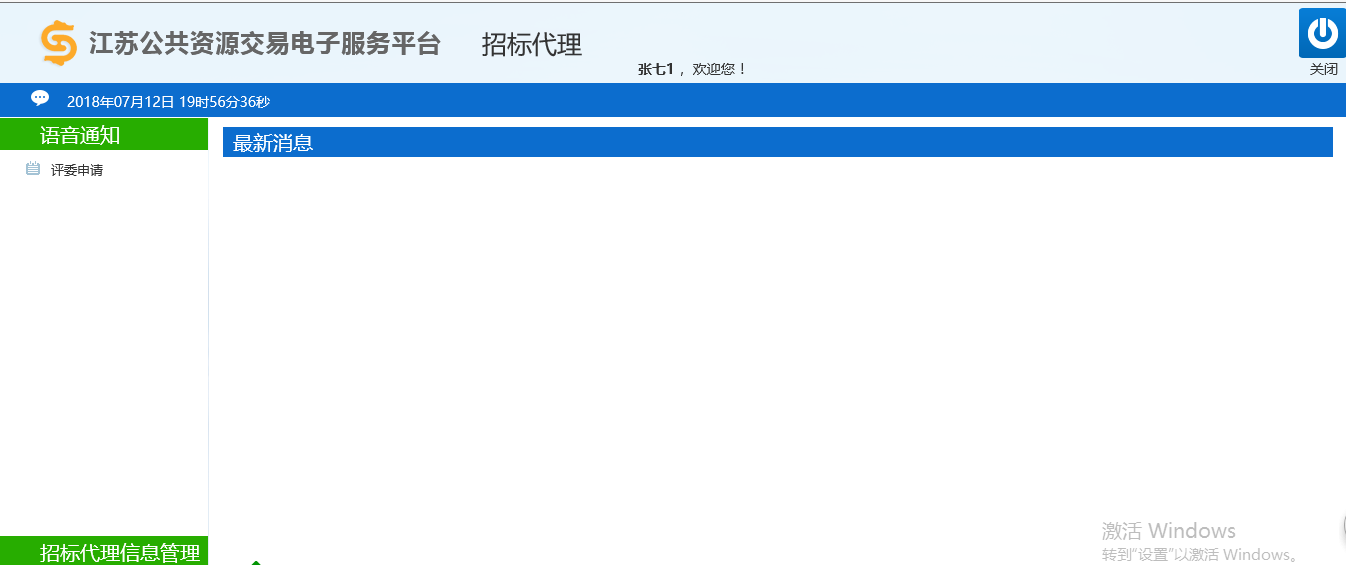 江苏公共资源交易电子服务平台 招标代理
张七1 ，欢迎您！
关闭
2018年07月12日 19时56分36秒
语音通知
最新消息
评委申请
激活 Windows
转到"设置"以激活 Windows。
招标代理信息管理